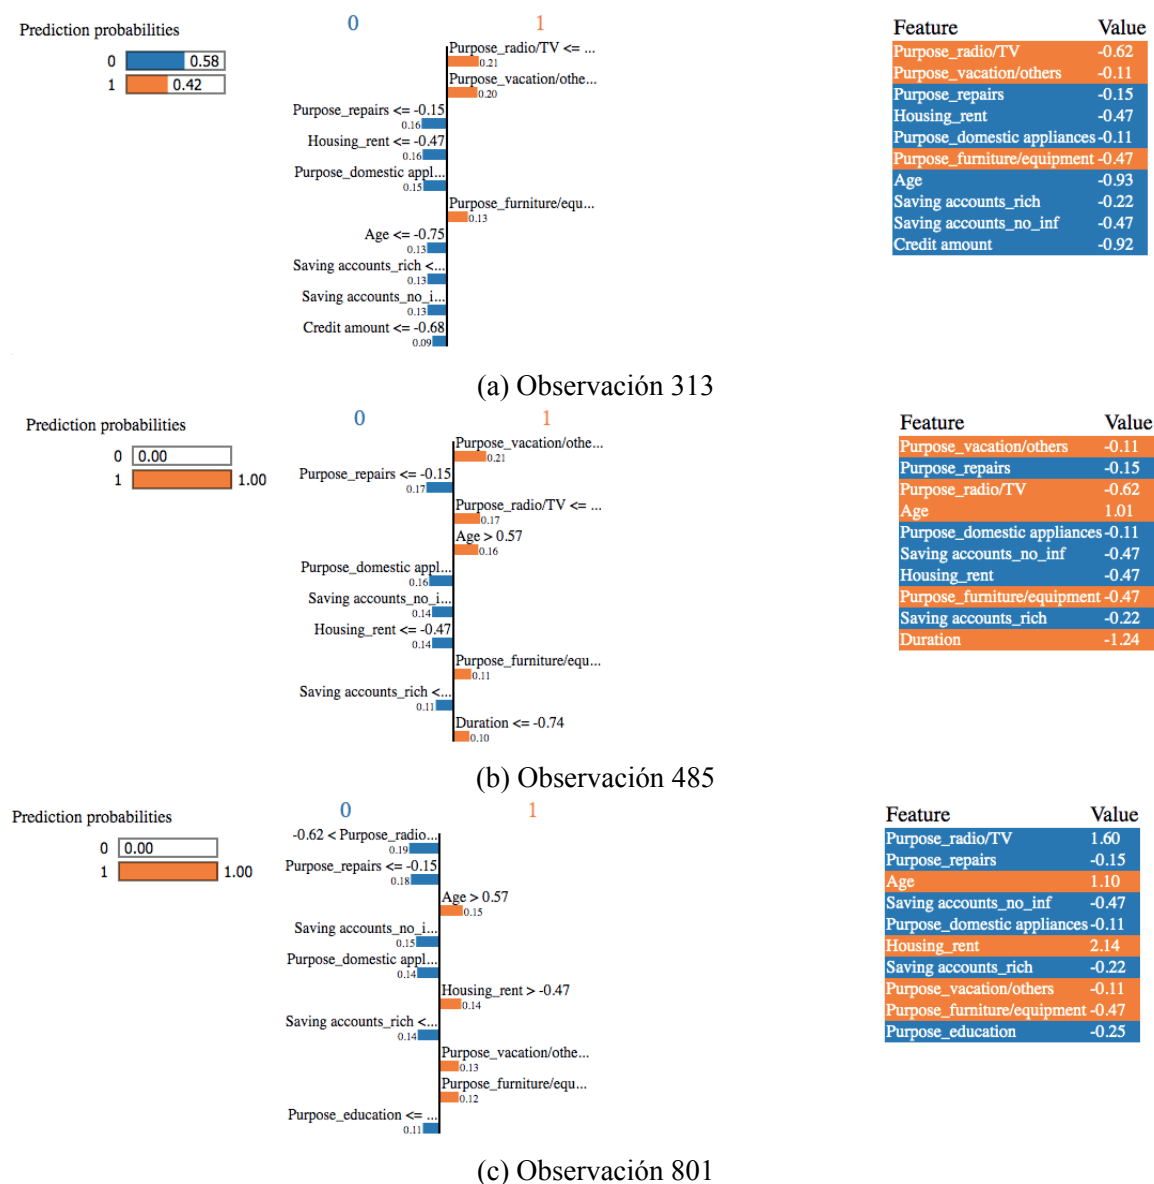 Prediction probabilities
0 0.58
1 0.42
0 1
Purpose_radio/TV <= ...
0.21
Purpose_vacation/othe...
0.20
Purpose_repairs <= -0.15
0.16
Housing_rent <= -0.47
0.16
Purpose_domestic appl...
0.15
Purpose_furniture/equ...
0.13
Age <= -0.75
0.13
Saving accounts_rich <...
0.13
Saving accounts_no_i...
0.13
Credit amount <= -0.68
0.09
Feature Value
Purpose_radio/TV -0.62
Purpose_vacation/others -0.11
Purpose_repairs -0.15
Housing_rent -0.47
Purpose_domestic appliances -0.11
Purpose_furniture/equipment -0.47
Age -0.93
Saving accounts_rich -0.22
Saving accounts_no_inf -0.47
Credit amount -0.92
(a) Observación 313
Prediction probabilities
0 0.00
1 1.00
0 1
Purpose_vacation/othe...
0.21
Purpose_repairs <= -0.15
0.17
Purpose_radio/TV <= ...
0.17
Age > 0.57
0.16
Purpose_domestic appl...
0.16
Saving accounts_no_i...
0.14
Housing_rent <= -0.47
0.14
Purpose_furniture/equ...
0.11
Saving accounts_rich <...
0.11
Duration <= -0.74
0.10
Feature Value
Purpose_vacation/others -0.11
Purpose_repairs -0.15
Purpose_radio/TV -0.62
Age 1.01
Purpose_domestic appliances -0.11
Saving accounts_no_inf -0.47
Housing_rent -0.47
Purpose_furniture/equipment -0.47
Saving accounts_rich -0.22
Duration -1.24
(b) Observación 485
Prediction probabilities
0 0.00
1 1.00
0 1
-0.62 < Purpose_radio...
0.19
Purpose_repairs <= -0.15
0.18
Age > 0.57
0.15
Saving accounts_no_i...
0.15
Purpose_domestic appl...
0.14
Housing_rent > -0.47
0.14
Saving accounts_rich <...
0.14
Purpose_vacation/othe...
0.13
Purpose_furniture/equ...
0.12
Purpose_education <= ...
0.11
Feature Value
Purpose_radio/TV 1.60
Purpose_repairs -0.15
Age 1.10
Saving accounts_no_inf -0.47
Purpose_domestic appliances -0.11
Housing_rent 2.14
Saving accounts_rich -0.22
Purpose_vacation/others -0.11
Purpose_furniture/equipment -0.47
Purpose_education -0.25
(c) Observación 801